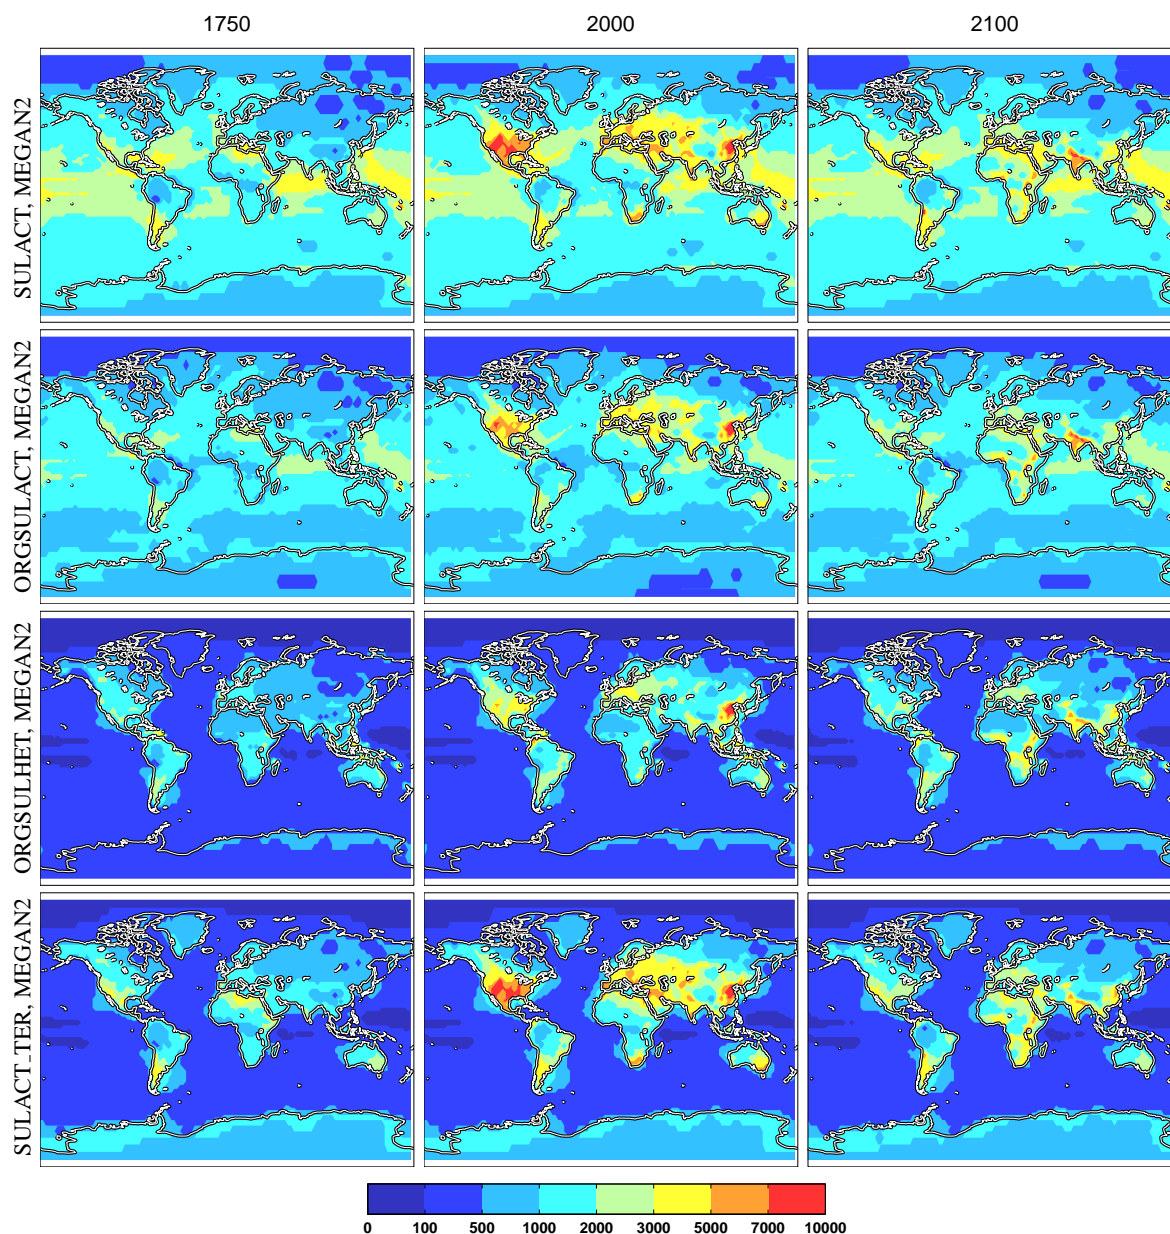 1750 2000 2100
SULACT, MEGAN2
ORGSULACT, MEGAN2
ORGSULHET, MEGAN2
SULACT_TER, MEGAN2
0 100 500 1000 2000 3000 5000 7000 10000